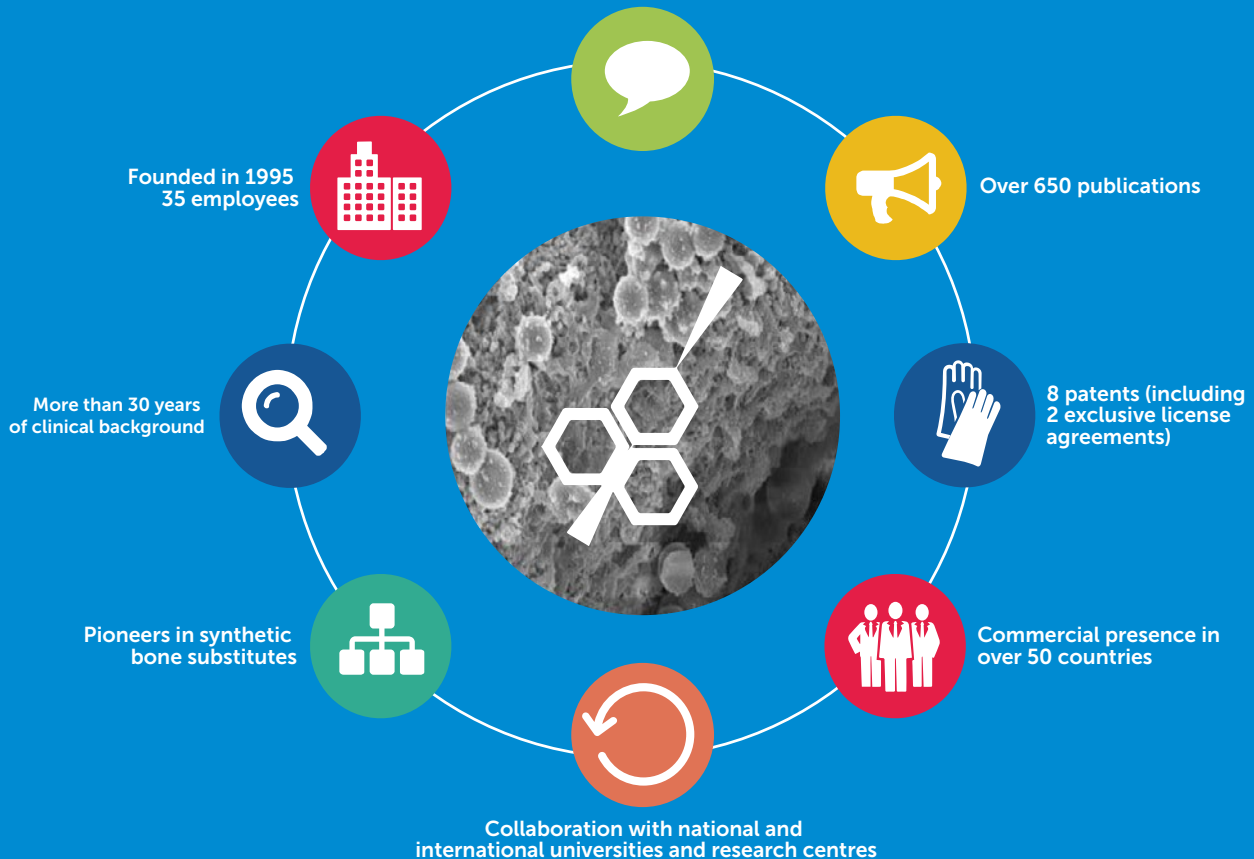 Founded in 1995
35 employees
Over 650 publications
More than 30 years
of clinical background
8 patents (including
2 exclusive license
agreements)
Pioneers in synthetic
bone substitutes
Commercial presence in
over 50 countries
Collaboration with national and
international universities and research centres